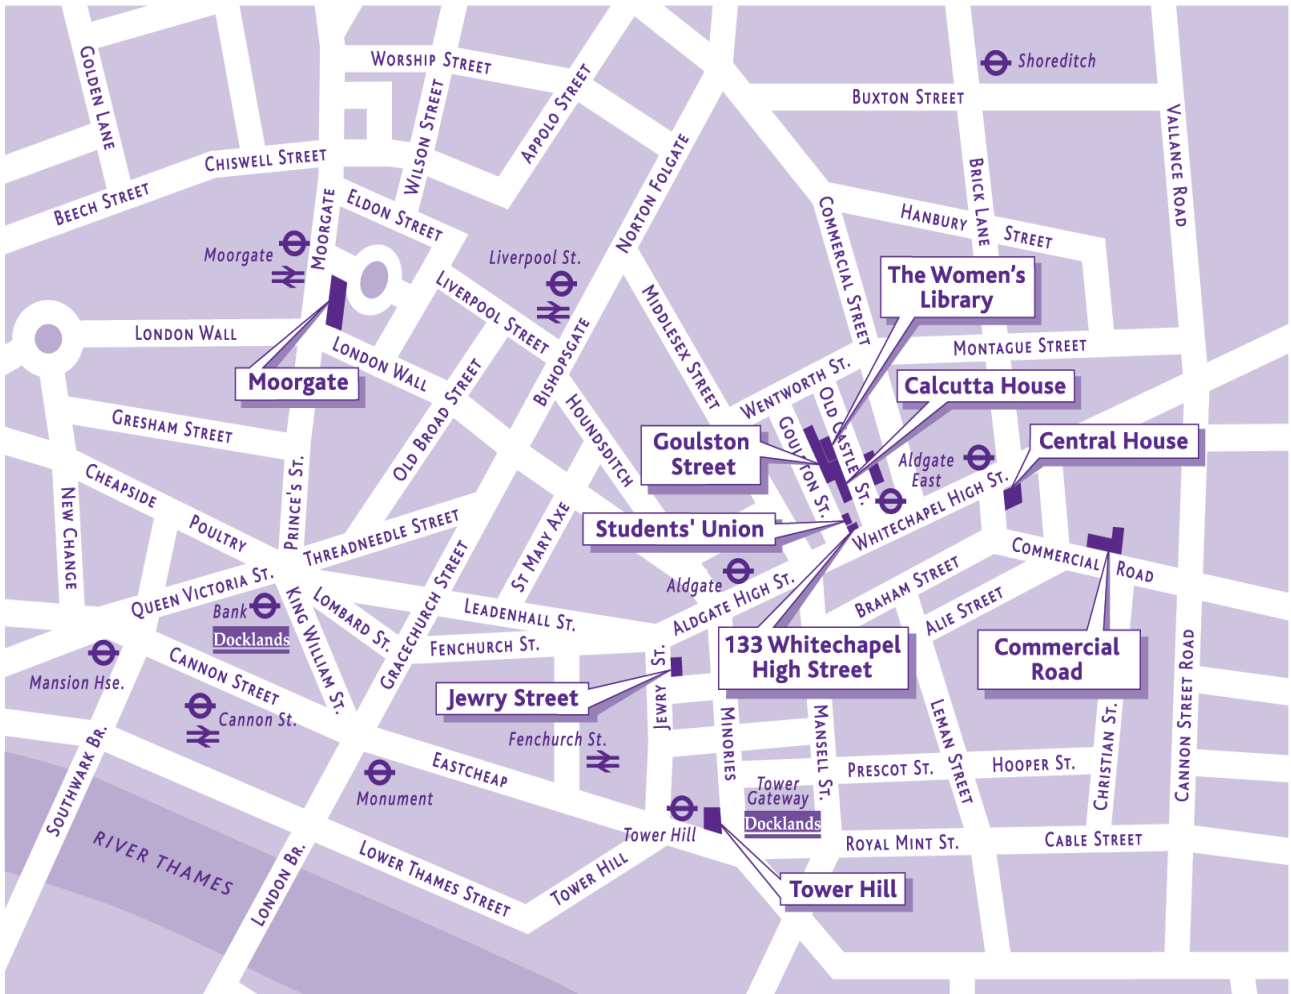 GOLDEN LANE
WORSHIP STREET
Shoreditch
BUXTON STREET
WILSON STREET
APPOLO STREET
VALLANCE ROAD
CHISWELL STREET
BEECH STREET
NORTON FOLGATE
BRICK LANE
ELDON STREET
MOORGATE
COMMERCIAL STREET
HANBURY STREET
Moorgate
Liverpool St.
The Women's
Library
LIVERPOOL STREET
MIDDLESEX STREET
LONDON WALL
LONDON WALL
BISHOPSGATE
MONTAGUE STREET
Moorgate
WENTWORTH ST.
Calcutta House
OLD BROAD STREET
HOUNDSDITCH
OLD CASTLE ST.
GOULSTON ST.
GRESHAM STREET
Goulston
Street
Central House
Aldgate
East
CHEAPSIDE
PRINCE'S ST.
WHITECHAPEL HIGH ST.
NEW CHANGE
POULTRY
THREADNEEDLE STREET
ST MARY AXE
Students' Union
COMMERCIAL ROAD
QUEEN VICTORIA ST.
Bank
Docklands
KING WILLIAM ST.
LOMBARD ST.
GRACECHURCH STREET
LEADENHALL ST.
FENCHURCH ST.
Aldgate
ALDGATE HIGH ST.
BRAHAM STREET
ALIE STREET
133 Whitechapel
High Street
Commercial
Road
Mansion Hse.
CANNON STREET
Cannon St.
Jewry Street
JEWRY ST.
Fenchurch St.
MINORIES
MANSELL ST.
LEMAN STREET
CHRISTIAN ST.
CANNON STREET ROAD
SOUTHWARK BR.
EASTCHEAP
Monument
PRESCOT ST.
HOOPER ST.
Tower
Gateway
Docklands
Tower Hill
ROYAL MINT ST.
CABLE STREET
RIVER THAMES
LONDON BR.
LOWER THAMES STREET
TOWER HILL
Tower Hill